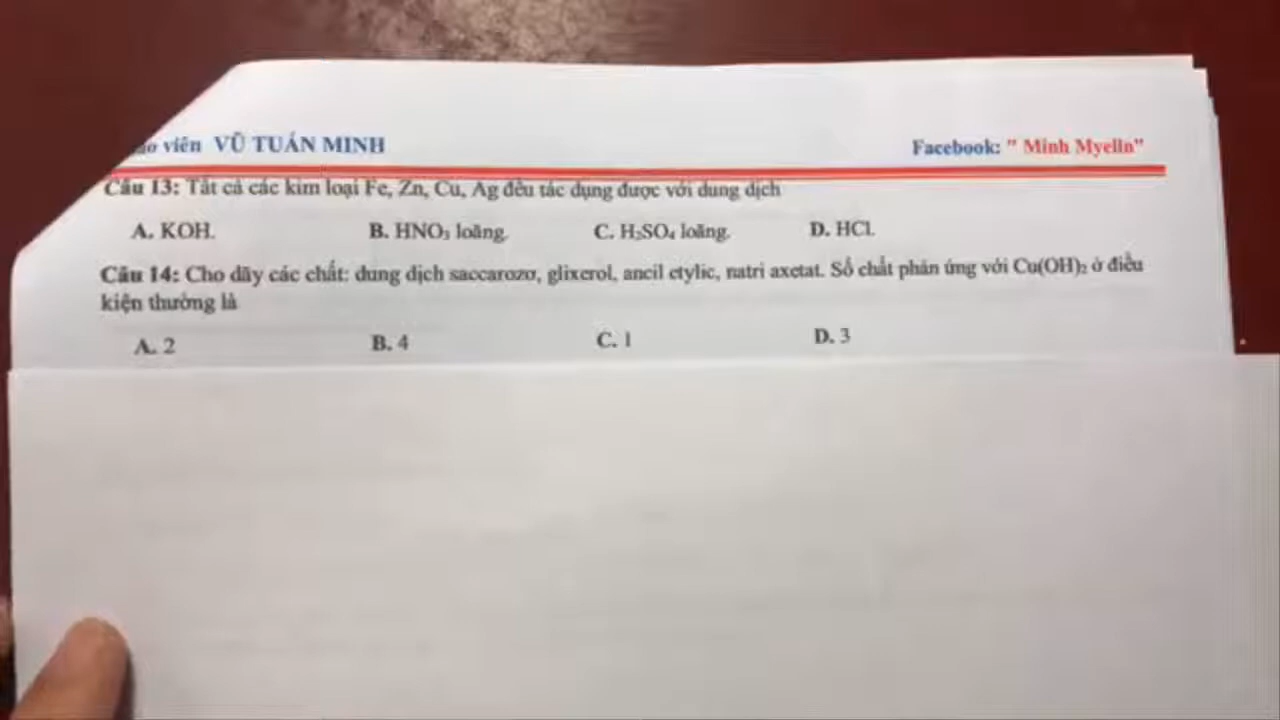 viên VŨ TUẤN MINH Facebook: " Minh Myelin"
Câu 13: Tất cả các kim loại Fe, Zn, Cu, Ag đều tác dụng được với dung dịch
A. KOH. B. HNO₃ loãng. C. H₂SO₄ loãng. D. HCl.
Câu 14: Cho dãy các chất: dung dịch saccarozơ, glixerol, ancil etylic, natri axetat. Số chất phản ứng với Cu(OH)₂ ở điều
kiện thường là
A. 2 B. 4 C. 1 D. 3